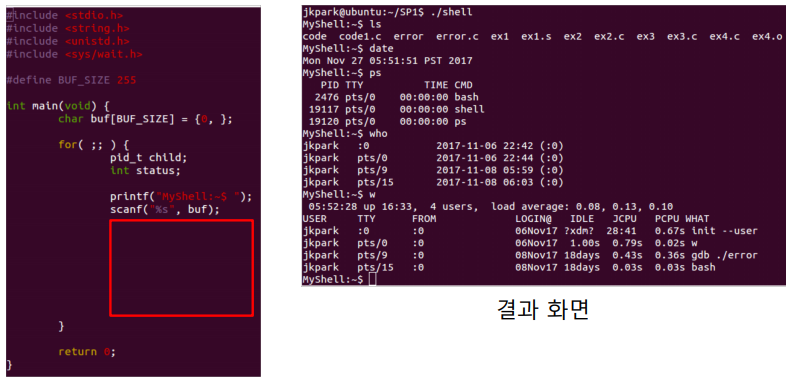 #include <stdio.h>
#include <string.h>
#include <unistd.h>
#include <sys/wait.h>
#define BUF_SIZE 255
int main(void) {
char buf[BUF_SIZE] = {0, };
for( ;; ) {
pid_t child;
int status;
printf("MyShell:~$ ");
scanf("%s", buf);
}
return 0;
}
jkpark@ubuntu:~/SP1$ ./shell
MyShell:~$ ls
code  code1.c  error  error.c  ex1  ex1.s  ex2  ex2.c  ex3  ex3.c  ex4.c  ex4.o
MyShell:~$ date
Mon Nov 27 05:51:51 PST 2017
MyShell:~$ ps
PID TTY          TIME CMD
2476 pts/0    00:00:00 bash
19117 pts/0    00:00:00 shell
19120 pts/0    00:00:00 ps
MyShell:~$ who
jkpark   :0           2017-11-06 22:42 (:0)
jkpark   pts/0        2017-11-06 22:44 (:0)
jkpark   pts/9        2017-11-08 05:59 (:0)
jkpark   pts/15       2017-11-08 06:03 (:0)
MyShell:~$ w
05:52:28 up 16:33,  4 users,  load average: 0.08, 0.13, 0.10
USER     TTY      FROM             LOGIN@   IDLE   JCPU   PCPU WHAT
jkpark   :0       :0               06Nov17 ?xdm?  28:41   0.67s init --user
jkpark   pts/0    :0               06Nov17  1.00s  0.79s  0.02s w
jkpark   pts/9    :0               08Nov17 18days  0.43s  0.36s gdb ./error
jkpark   pts/15   :0               08Nov17 18days  0.03s  0.03s bash
MyShell:~$
결과 화면